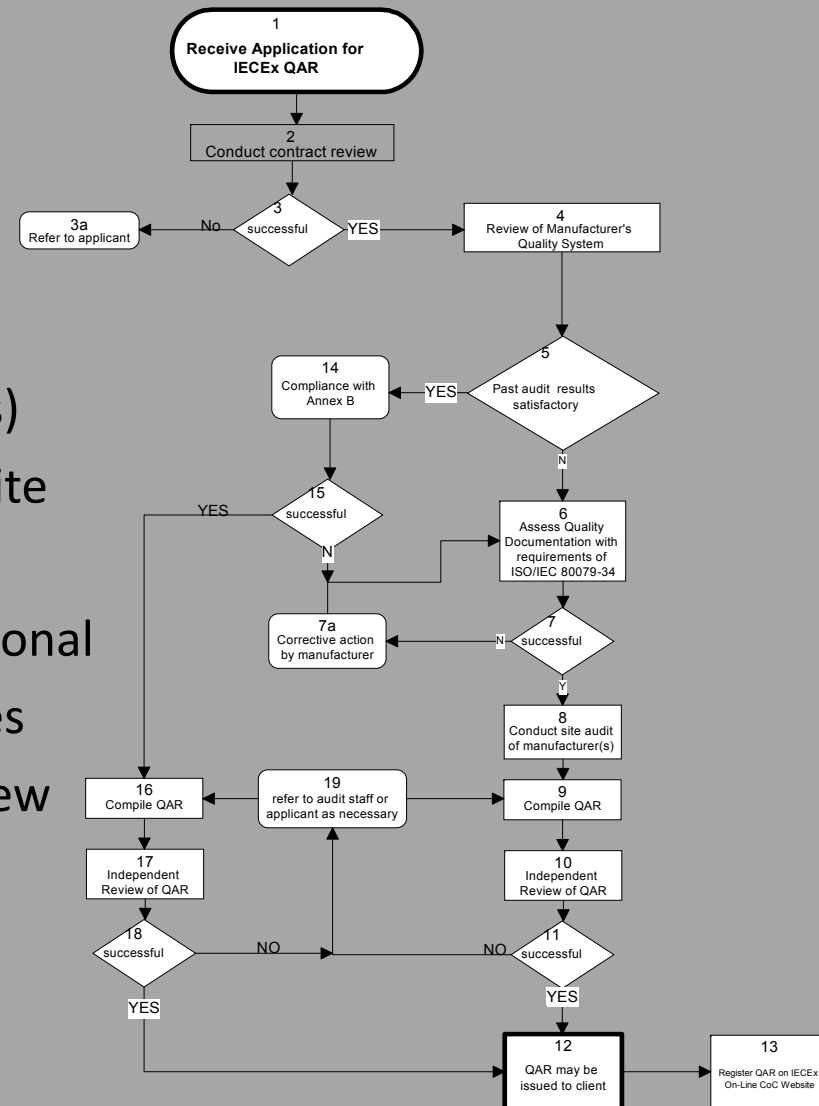 1
Receive Application for
IECEx QAR
2
Conduct contract review
3
successful
No
YES
3a
Refer to applicant
4
Review of Manufacturer's
Quality System
5
Past audit results
satisfactory
YES
N
14
Compliance with
Annex B
15
successful
YES
N
6
Assess Quality
Documentation with
requirements of
ISO/IEC 80079-34
7
successful
N
Y
7a
Corrective action
by manufacturer
8
Conduct site audit
of manufacturer(s)
9
Compile QAR
19
refer to audit staff or
applicant as necessary
16
Compile QAR
17
Independent
Review of QAR
10
Independent
Review of QAR
18
successful
NO
YES
11
successful
NO
YES
12
QAR may be
issued to client
13
Register QAR on IECEx
On-Line CoC Website
s)
ite
onal
es
ew